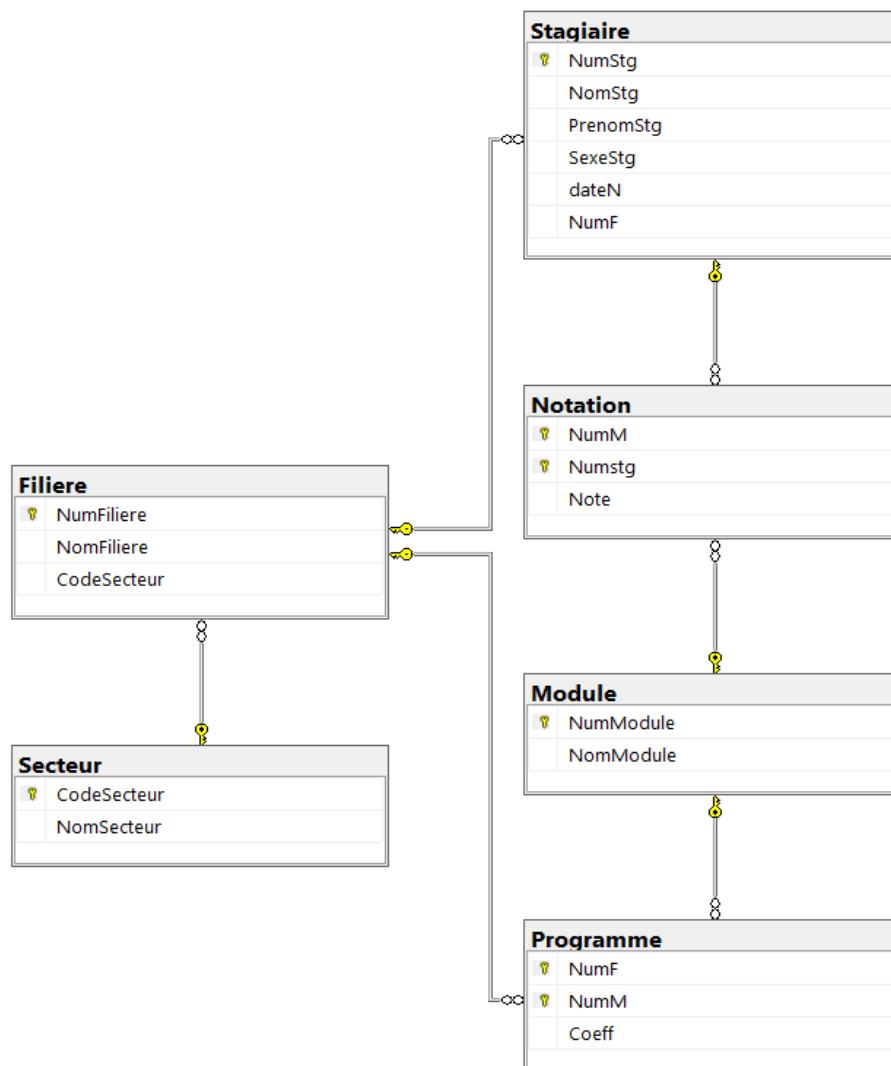 Stagiaire
NumStg
NomStg
PrenomStg
SexeStg
dateN
NumF
Notation
NumM
Numstg
Note
Filiere
NumFiliere
NomFiliere
CodeSecteur
Module
NumModule
NomModule
Secteur
CodeSecteur
NomSecteur
Programme
NumF
NumM
Coeff